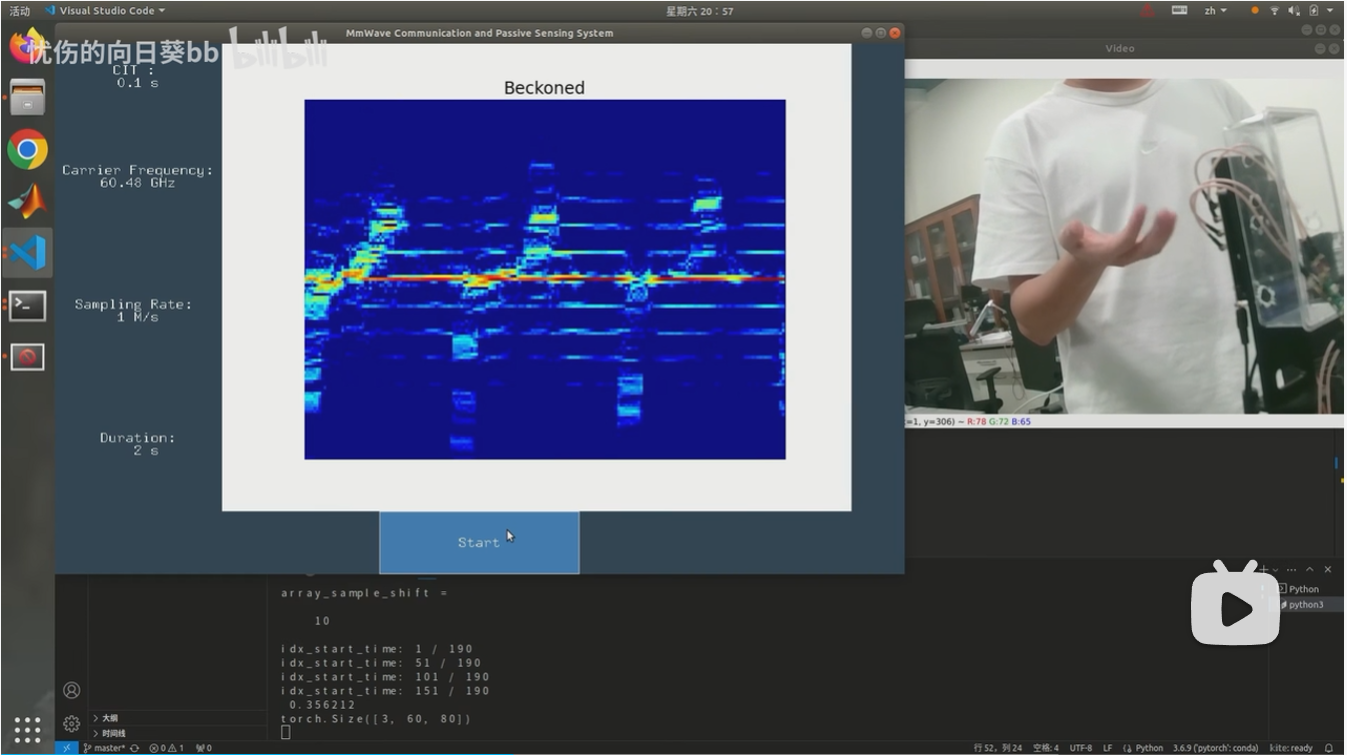 活动
Visual Studio Code
星期六 20：57
zh
忧伤的向日葵bb
bilibili
MmWave Communication and Passive Sensing System
Video
CIT :
0.1 s
Beckoned
Carrier Frequency:
60.48 GHz
Sampling Rate:
1 M/s
Duration:
2 s
=1, y=306) ~ R:78 G:72 B:65
Start
array_sample_shift =
10
idx_start_time: 1 / 190
idx_start_time: 51 / 190
idx_start_time: 101 / 190
idx_start_time: 151 / 190
0.356212
torch.Size([3, 60, 80])
Python
python3
大纲
时间线
master*
0 1
0
行 52，列 24
空格: 4
UTF-8
LF
Python
3.6.9 ('pytorch': conda)
kite: ready